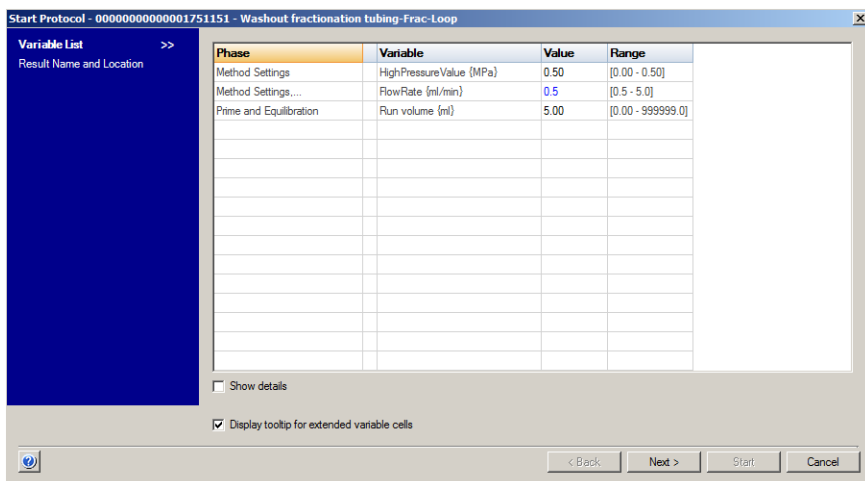 Start Protocol - 00000000000001751151 - Washout fractionation tubing-Frac-Loop
Variable List >>
Result Name and Location
Phase Variable Value Range
Method Settings HighPressureValue {MPa} 0.50 [0.00 - 0.50]
Method Settings,... FlowRate {ml/min} 0.5 [0.5 - 5.0]
Prime and Equilibration Run volume {ml} 5.00 [0.00 - 999999.0]
Show details
Display tooltip for extended variable cells
< Back Next > Start Cancel